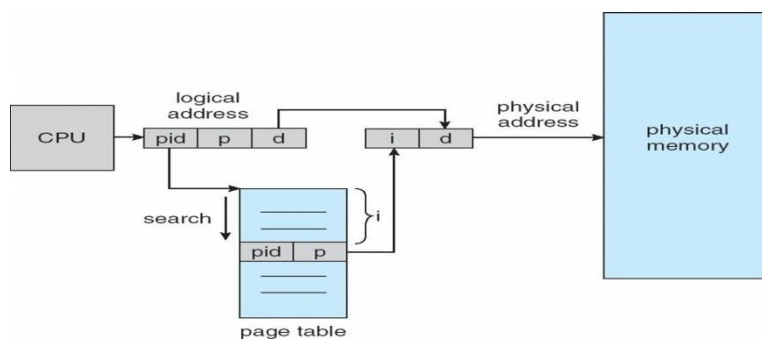 logical
address
physical
address
CPU
pid p d
i d
physical
memory
search
i
pid p
page table